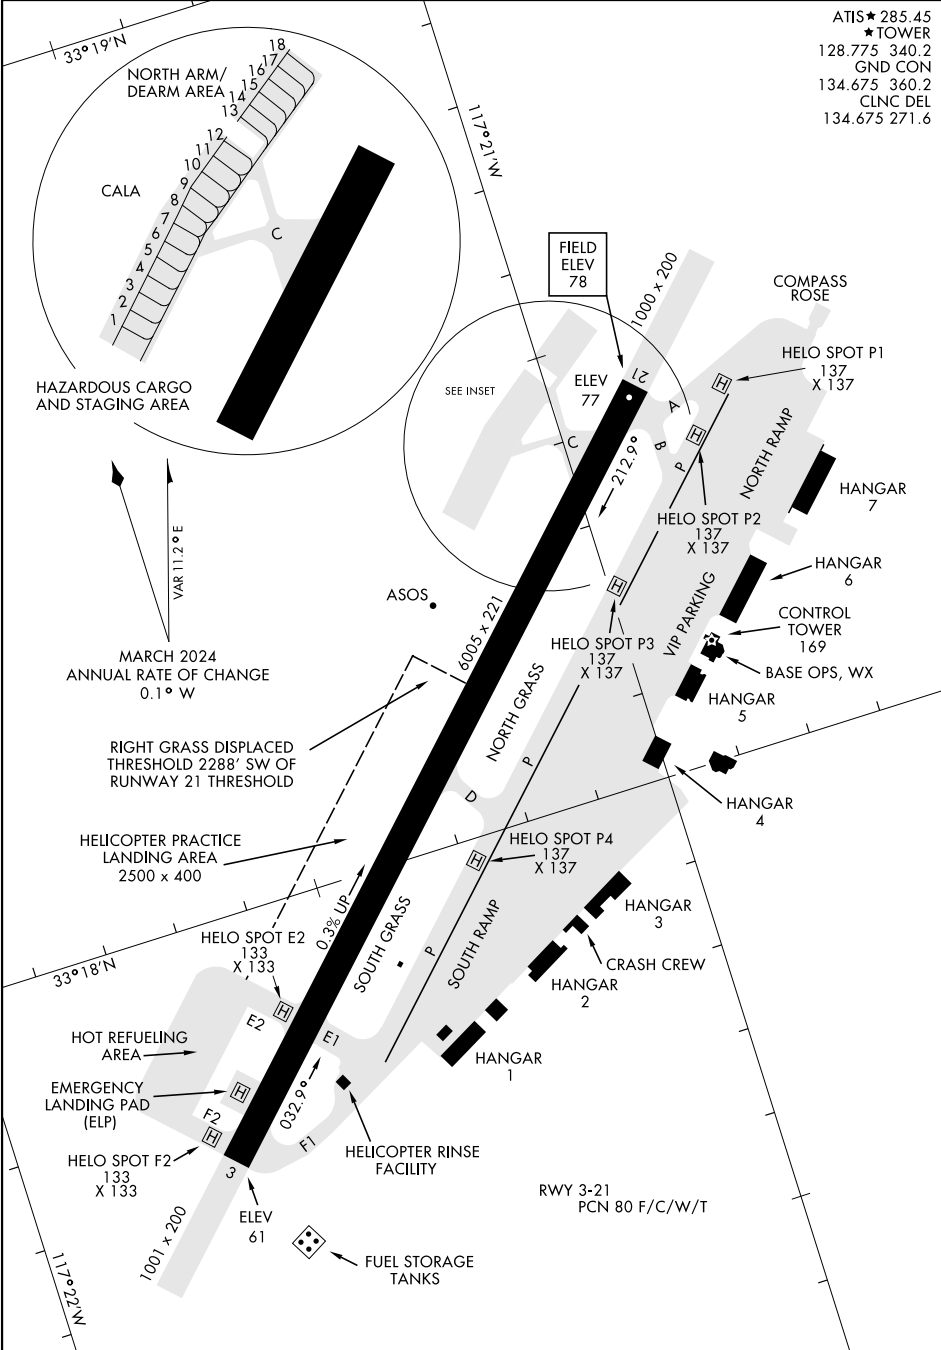 ATIS★ 285.45
★ TOWER
128.775 340.2
GND CON
134.675 360.2
CLNC DEL
134.675 271.6
33° 19'N
NORTH ARM/
DEARM AREA
18
17
16
15
14
13
12
11
10
9
8
7
6
5
4
3
2
1
CALA
C
HAZARDOUS CARGO
AND STAGING AREA
117° 21'W
FIELD
ELEV
78
1000 x 200
COMPASS
ROSE
HELO SPOT P1
137
X 137
SEE INSET
ELEV
77
21
H
A
B
C
P
H
212.9°
NORTH RAMP
HANGAR
7
HELO SPOT P2
137
X 137
VAR 11.2° E
MARCH 2024
ANNUAL RATE OF CHANGE
0.1° W
ASOS
6005 x 221
H
HELO SPOT P3
137
X 137
VIP PARKING
HANGAR
6
CONTROL
TOWER
169
BASE OPS, WX
HANGAR
5
NORTH GRASS
RIGHT GRASS DISPLACED
THRESHOLD 2288' SW OF
RUNWAY 21 THRESHOLD
P
D
HANGAR
4
HELICOPTER PRACTICE
LANDING AREA
2500 x 400
HELO SPOT P4
137
X 137
H
0.3% UP
SOUTH GRASS
P
SOUTH RAMP
HANGAR
3
CRASH CREW
HANGAR
2
HANGAR
1
33° 18'N
HELO SPOT E2
133
X 133
H
E2
E1
HOT REFUELING
AREA
EMERGENCY
LANDING PAD
(ELP)
H
F2
H
032.9°
F1
HELICOPTER RINSE
FACILITY
HELO SPOT F2
133
X 133
3
ELEV
61
RWY 3-21
PCN 80 F/C/W/T
1001 x 200
FUEL STORAGE
TANKS
117° 22'W